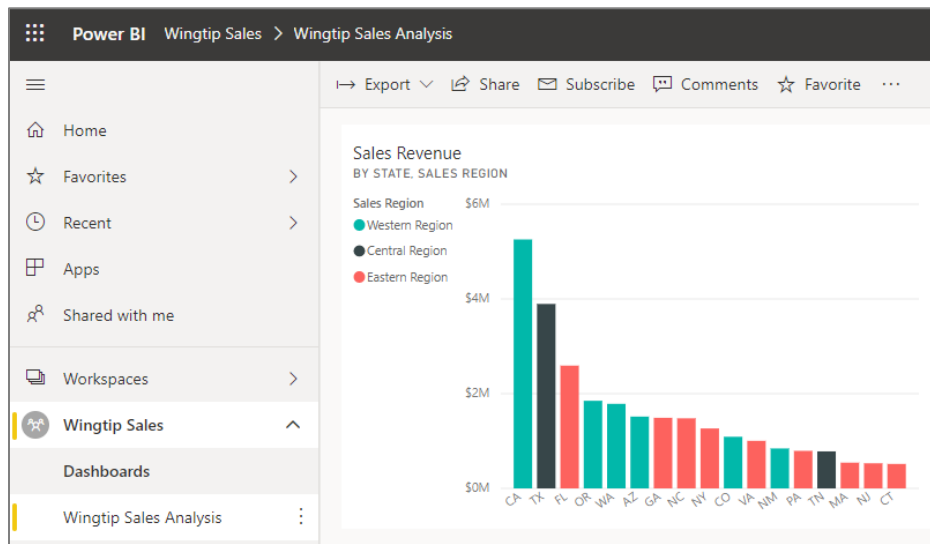 Power BI Wingtip Sales > Wingtip Sales Analysis
Export Share Subscribe Comments Favorite ...
Home
Favorites
Recent
Apps
Shared with me
Workspaces
Wingtip Sales
Dashboards
Wingtip Sales Analysis
Sales Revenue
BY STATE, SALES REGION
Sales Region
Western Region
Central Region
Eastern Region
$6M
$4M
$2M
$0M
CA TX FL OR WA AZ GA NC NY CO VA NM PA TN MA NJ CT